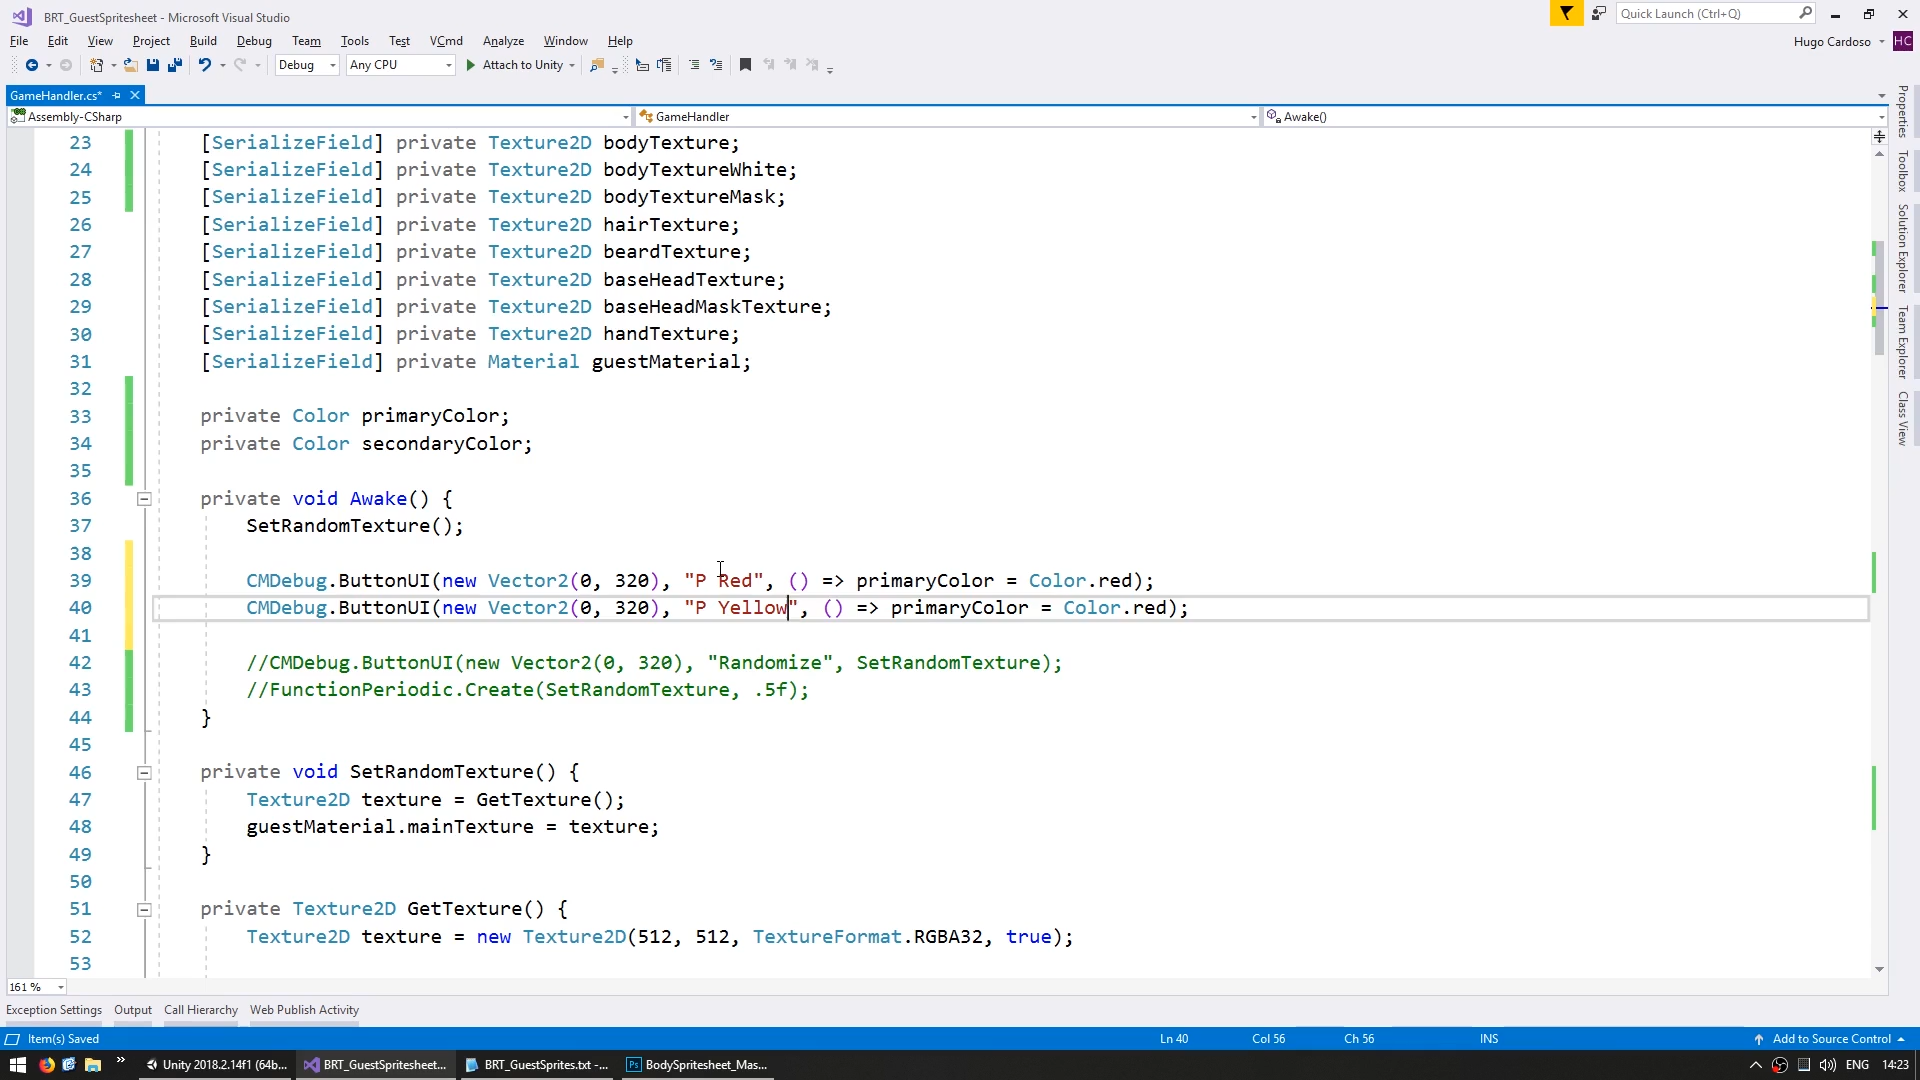 BRT_GuestSpritesheet - Microsoft Visual Studio
Quick Launch (Ctrl+Q)
File Edit View Project Build Debug Team Tools Test VCmd Analyze Window Help
Hugo Cardoso HC
Debug Any CPU Attach to Unity
GameHandler.cs*
Assembly-CSharp GameHandler Awake()
23 [SerializeField] private Texture2D bodyTexture;
24 [SerializeField] private Texture2D bodyTextureWhite;
25 [SerializeField] private Texture2D bodyTextureMask;
26 [SerializeField] private Texture2D hairTexture;
27 [SerializeField] private Texture2D beardTexture;
28 [SerializeField] private Texture2D baseHeadTexture;
29 [SerializeField] private Texture2D baseHeadMaskTexture;
30 [SerializeField] private Texture2D handTexture;
31 [SerializeField] private Material guestMaterial;
32
33 private Color primaryColor;
34 private Color secondaryColor;
35
36 private void Awake() {
37 SetRandomTexture();
38
39 CMDebug.ButtonUI(new Vector2(0, 320), "P Red", () => primaryColor = Color.red);
40 CMDebug.ButtonUI(new Vector2(0, 320), "P Yellow", () => primaryColor = Color.red);
41
42 //CMDebug.ButtonUI(new Vector2(0, 320), "Randomize", SetRandomTexture);
43 //FunctionPeriodic.Create(SetRandomTexture, .5f);
44 }
45
46 private void SetRandomTexture() {
47 Texture2D texture = GetTexture();
48 guestMaterial.mainTexture = texture;
49 }
50
51 private Texture2D GetTexture() {
52 Texture2D texture = new Texture2D(512, 512, TextureFormat.RGBA32, true);
53
Properties
Toolbox
Solution Explorer
Team Explorer
Class View
161 %
Exception Settings Output Call Hierarchy Web Publish Activity
Item(s) Saved Ln 40 Col 56 Ch 56 INS Add to Source Control
Unity 2018.2.14f1 (64b... BRT_GuestSpritesheet... BRT_GuestSprites.txt -... BodySpritesheet_Mas... ENG 14:23